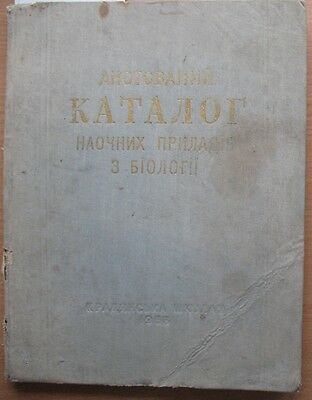 АНОТОВАНИЙ
КАТАЛОГ
НАОЧНИХ ПРИЛАДІВ
З БІОЛОГІЇ
РАДЯНСЬКА ШКОЛА